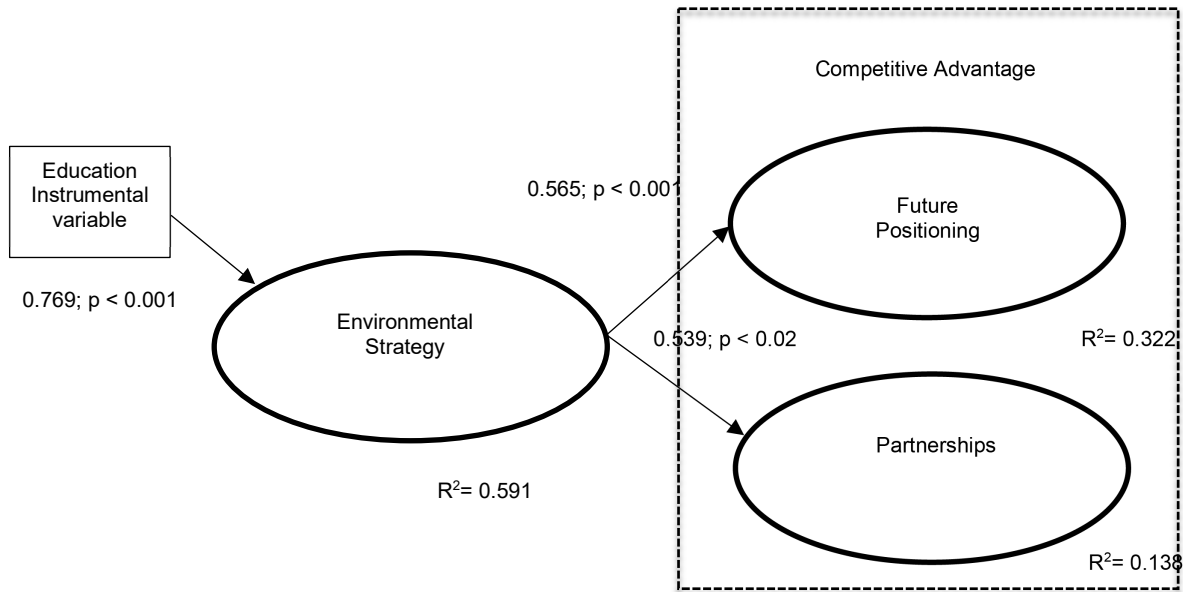 Competitive Advantage
Education
Instrumental
variable
0.565; p < 0.001
Future
Positioning
0.769; p < 0.001
Environmental
Strategy
0.539; p < 0.02
R²= 0.322
Partnerships
R²= 0.591
R²= 0.138